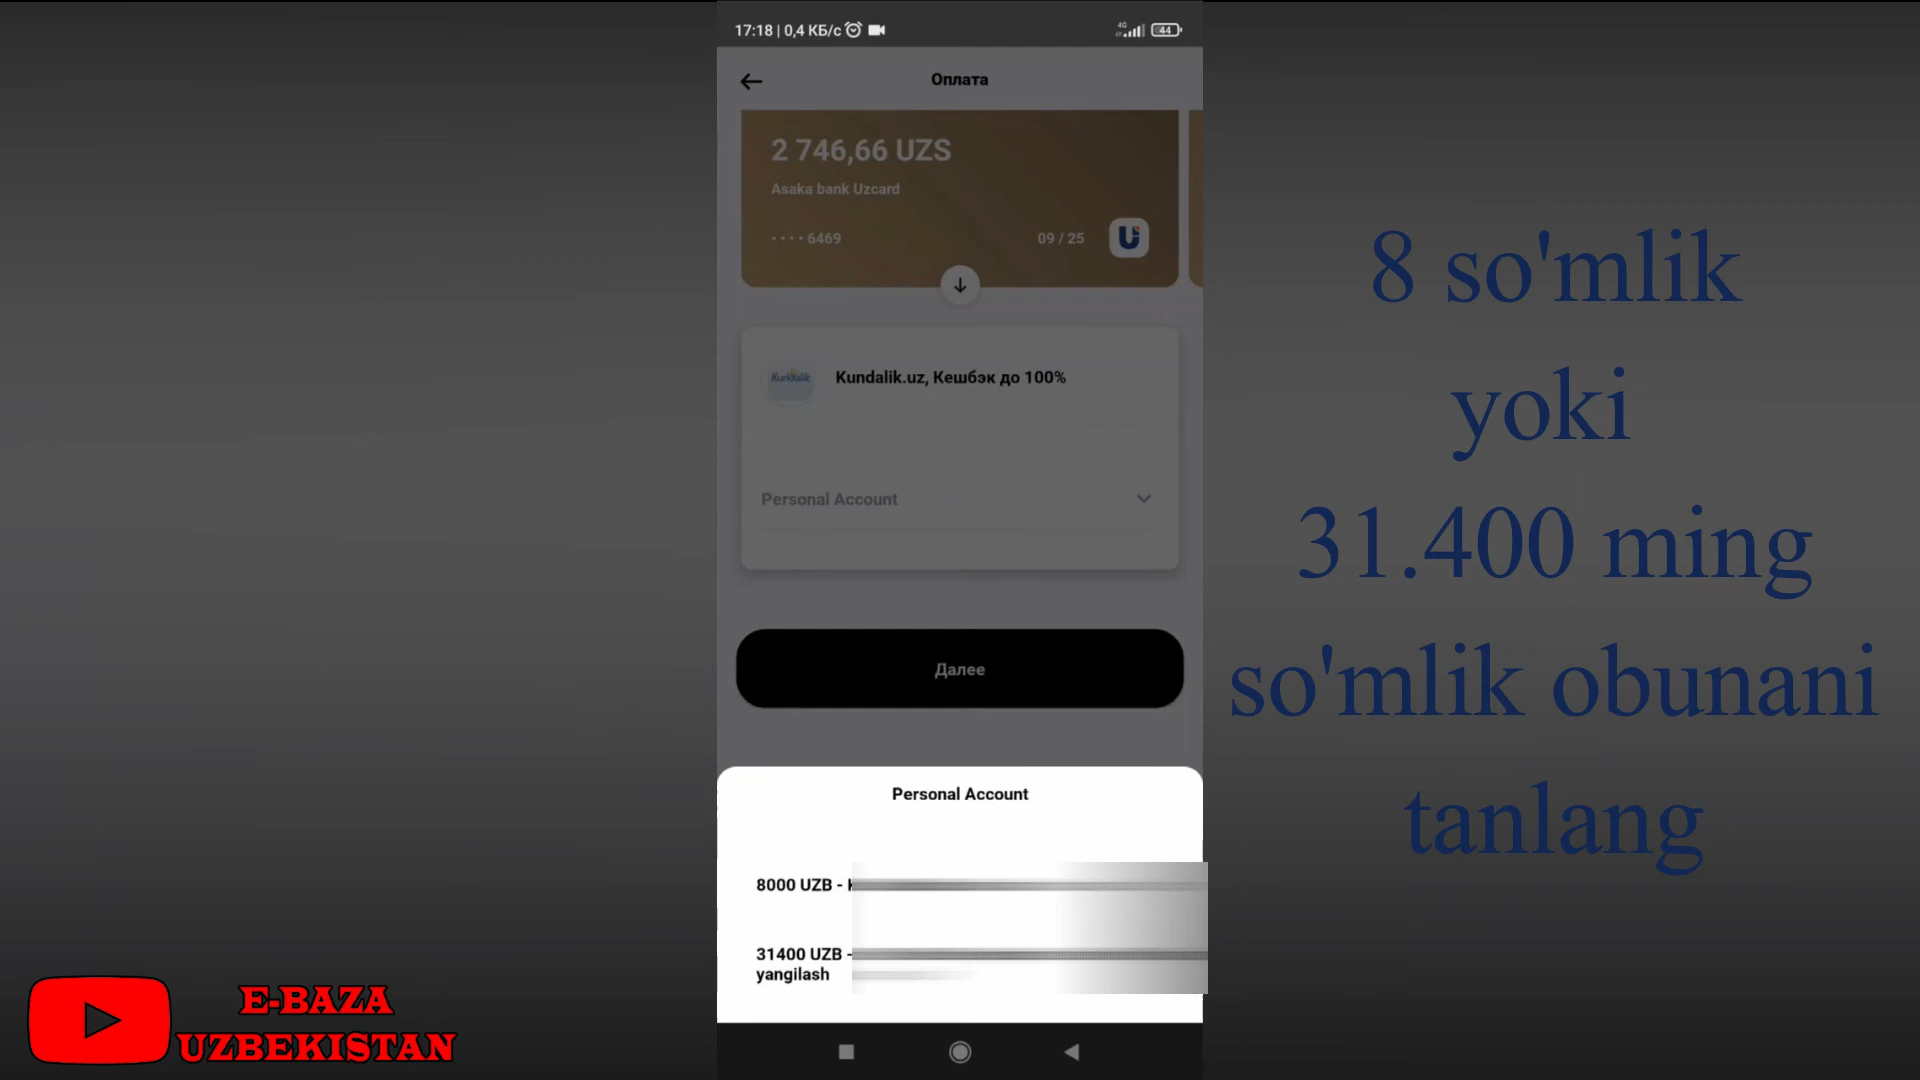 17:18 | 0,4 КБ/с
4G
44
Оплата
2 746,66 UZS
Asaka bank Uzcard
•••• 6469
09 / 25
Kundalik
Kundalik.uz, Кешбэк до 100%
Personal Account
Далее
Personal Account
8000 UZB -
31400 UZB -
yangilash
8 so'mlik
yoki
31.400 ming
so'mlik obunani
tanlang
E-BAZA
UZBEKISTAN